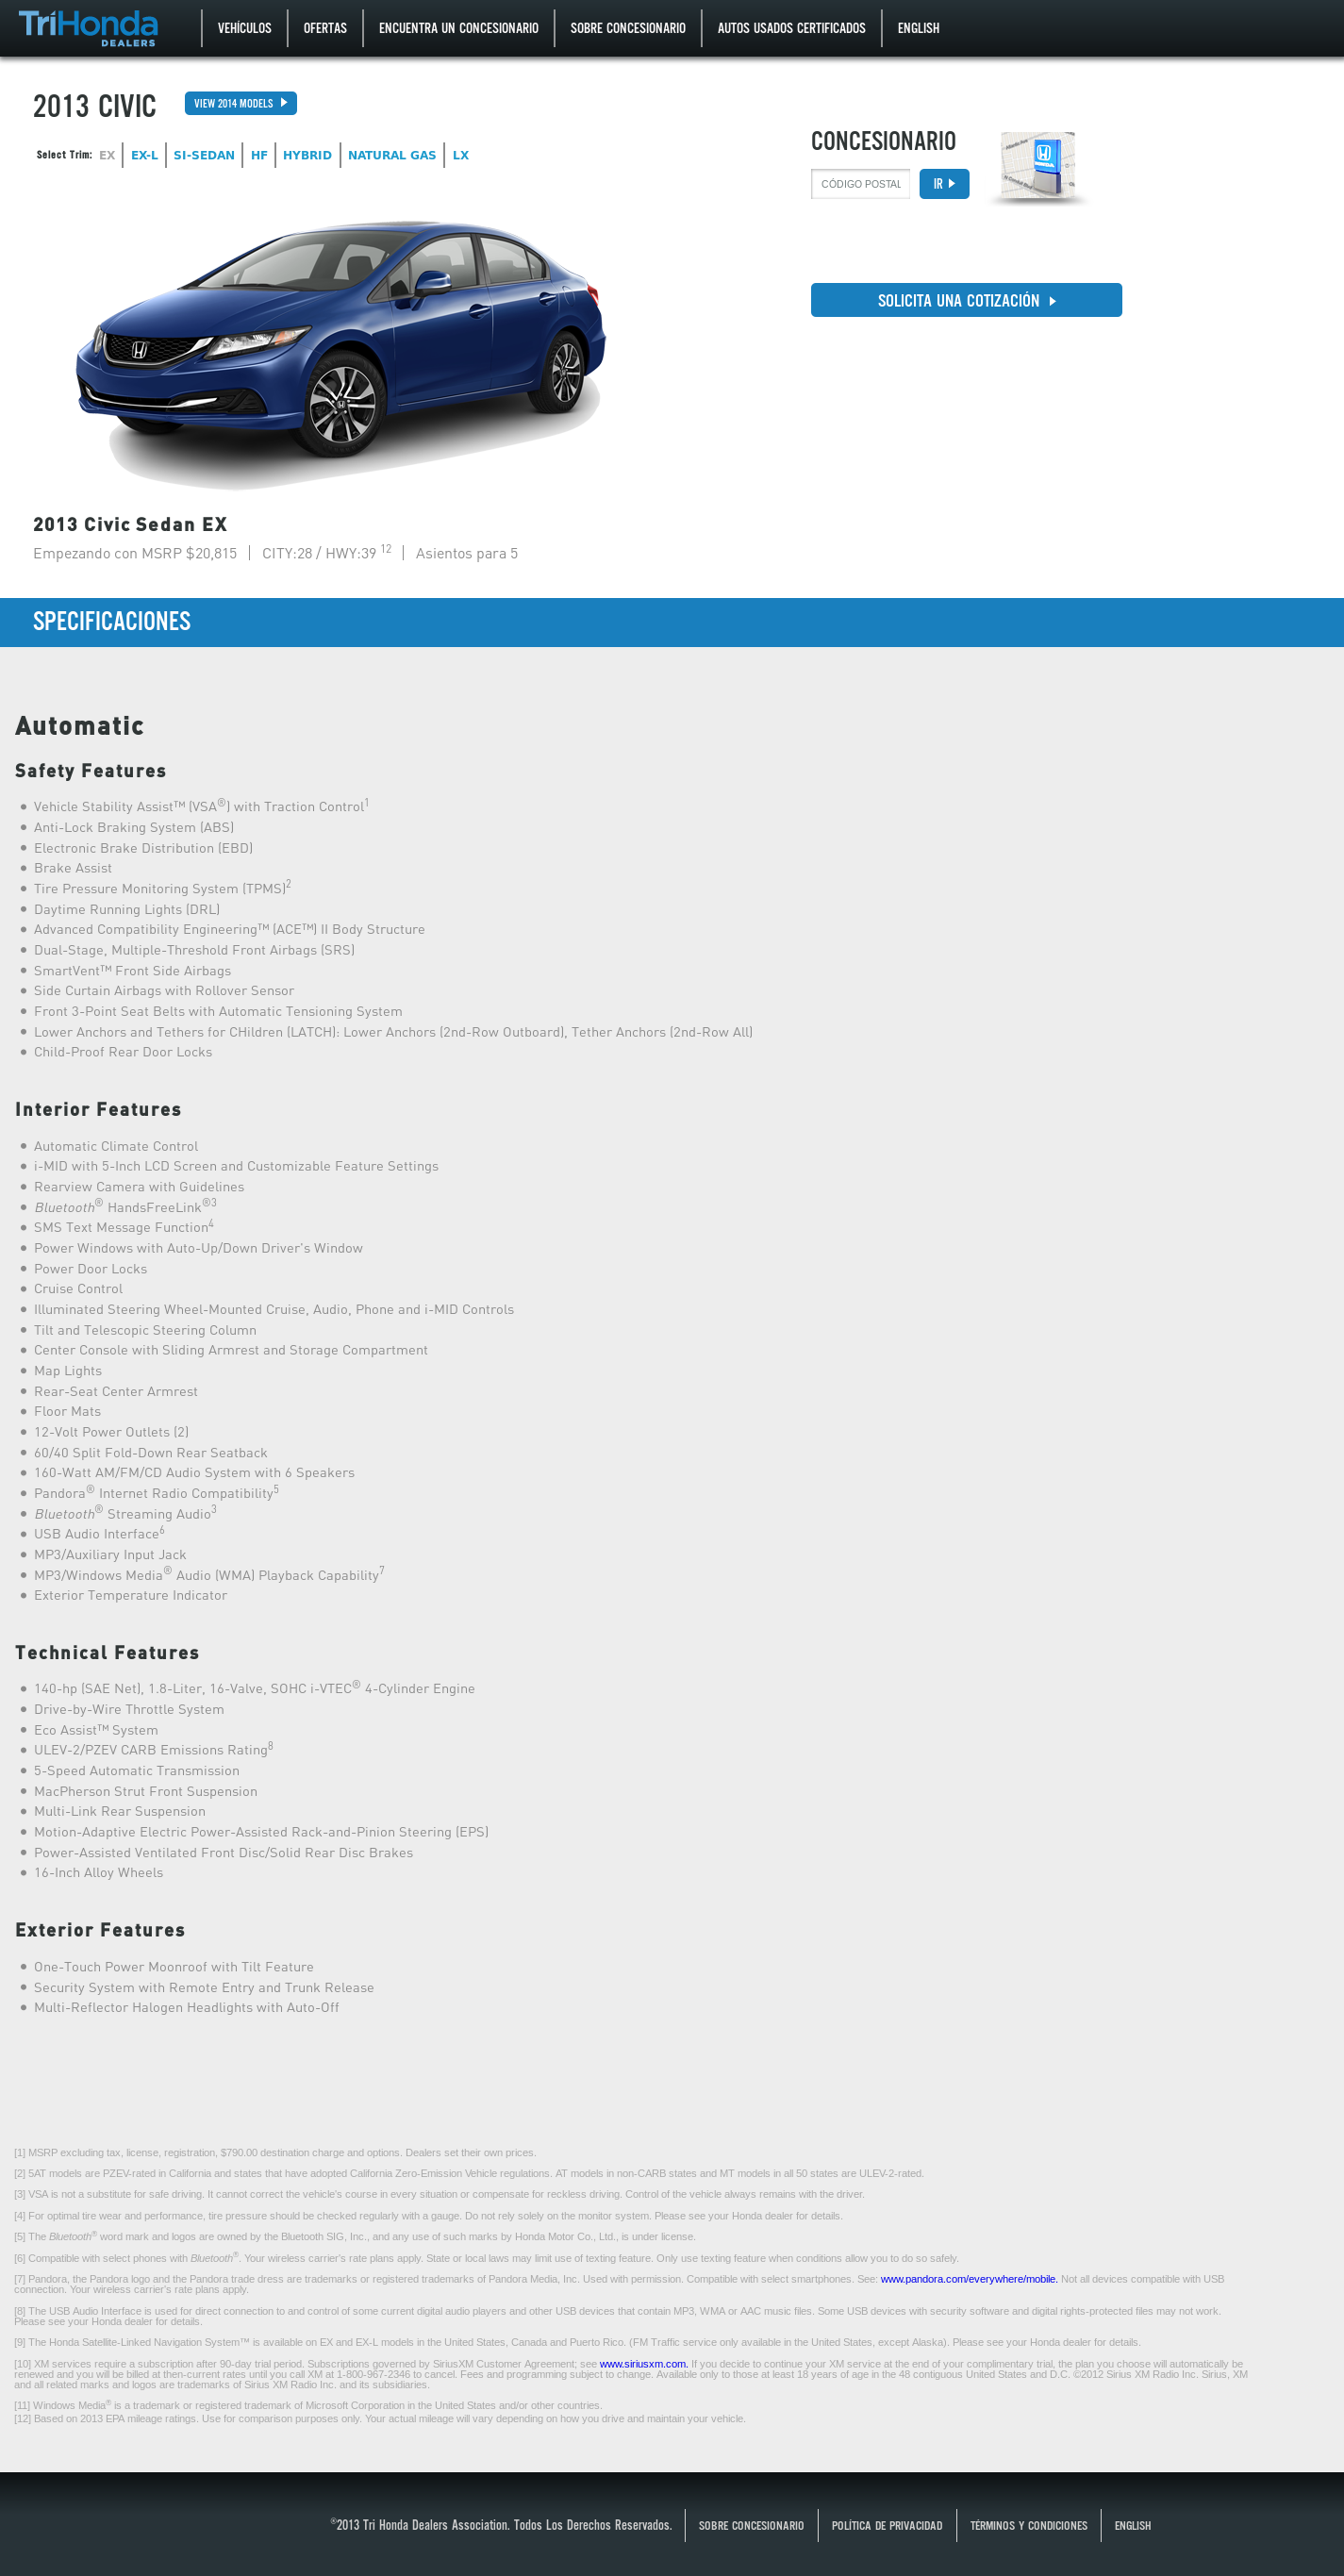 TriHonda
DEALERS
VEHÍCULOS
OFERTAS
ENCUENTRA UN CONCESIONARIO
SOBRE CONCESIONARIO
AUTOS USADOS CERTIFICADOS
ENGLISH
2013 CIVIC
VIEW 2014 MODELS
Select Trim: EX EX-L SI-SEDAN HF HYBRID NATURAL GAS LX
CONCESIONARIO
CÓDIGO POSTAL
IR
HONDA
SOLICITA UNA COTIZACIÓN
2013 Civic Sedan EX
Empezando con MSRP $20,815 | CITY:28 / HWY:39 12 | Asientos para 5
SPECIFICACIONES
Automatic
Safety Features
Vehicle Stability Assist™ (VSA®) with Traction Control1
Anti-Lock Braking System (ABS)
Electronic Brake Distribution (EBD)
Brake Assist
Tire Pressure Monitoring System (TPMS)2
Daytime Running Lights (DRL)
Advanced Compatibility Engineering™ (ACE™) II Body Structure
Dual-Stage, Multiple-Threshold Front Airbags (SRS)
SmartVent™ Front Side Airbags
Side Curtain Airbags with Rollover Sensor
Front 3-Point Seat Belts with Automatic Tensioning System
Lower Anchors and Tethers for CHildren (LATCH): Lower Anchors (2nd-Row Outboard), Tether Anchors (2nd-Row All)
Child-Proof Rear Door Locks
Interior Features
Automatic Climate Control
i-MID with 5-Inch LCD Screen and Customizable Feature Settings
Rearview Camera with Guidelines
Bluetooth® HandsFreeLink®3
SMS Text Message Function4
Power Windows with Auto-Up/Down Driver's Window
Power Door Locks
Cruise Control
Illuminated Steering Wheel-Mounted Cruise, Audio, Phone and i-MID Controls
Tilt and Telescopic Steering Column
Center Console with Sliding Armrest and Storage Compartment
Map Lights
Rear-Seat Center Armrest
Floor Mats
12-Volt Power Outlets (2)
60/40 Split Fold-Down Rear Seatback
160-Watt AM/FM/CD Audio System with 6 Speakers
Pandora® Internet Radio Compatibility5
Bluetooth® Streaming Audio3
USB Audio Interface6
MP3/Auxiliary Input Jack
MP3/Windows Media® Audio (WMA) Playback Capability7
Exterior Temperature Indicator
Technical Features
140-hp (SAE Net), 1.8-Liter, 16-Valve, SOHC i-VTEC® 4-Cylinder Engine
Drive-by-Wire Throttle System
Eco Assist™ System
ULEV-2/PZEV CARB Emissions Rating8
5-Speed Automatic Transmission
MacPherson Strut Front Suspension
Multi-Link Rear Suspension
Motion-Adaptive Electric Power-Assisted Rack-and-Pinion Steering (EPS)
Power-Assisted Ventilated Front Disc/Solid Rear Disc Brakes
16-Inch Alloy Wheels
Exterior Features
One-Touch Power Moonroof with Tilt Feature
Security System with Remote Entry and Trunk Release
Multi-Reflector Halogen Headlights with Auto-Off
[1] MSRP excluding tax, license, registration, $790.00 destination charge and options. Dealers set their own prices.
[2] 5AT models are PZEV-rated in California and states that have adopted California Zero-Emission Vehicle regulations. AT models in non-CARB states and MT models in all 50 states are ULEV-2-rated.
[3] VSA is not a substitute for safe driving. It cannot correct the vehicle's course in every situation or compensate for reckless driving. Control of the vehicle always remains with the driver.
[4] For optimal tire wear and performance, tire pressure should be checked regularly with a gauge. Do not rely solely on the monitor system. Please see your Honda dealer for details.
[5] The Bluetooth® word mark and logos are owned by the Bluetooth SIG, Inc., and any use of such marks by Honda Motor Co., Ltd., is under license.
[6] Compatible with select phones with Bluetooth®. Your wireless carrier's rate plans apply. State or local laws may limit use of texting feature. Only use texting feature when conditions allow you to do so safely.
[7] Pandora, the Pandora logo and the Pandora trade dress are trademarks or registered trademarks of Pandora Media, Inc. Used with permission. Compatible with select smartphones. See: www.pandora.com/everywhere/mobile. Not all devices compatible with USB
connection. Your wireless carrier's rate plans apply.
[8] The USB Audio Interface is used for direct connection to and control of some current digital audio players and other USB devices that contain MP3, WMA or AAC music files. Some USB devices with security software and digital rights-protected files may not work.
Please see your Honda dealer for details.
[9] The Honda Satellite-Linked Navigation System™ is available on EX and EX-L models in the United States, Canada and Puerto Rico. (FM Traffic service only available in the United States, except Alaska). Please see your Honda dealer for details.
[10] XM services require a subscription after 90-day trial period. Subscriptions governed by SiriusXM Customer Agreement; see www.siriusxm.com. If you decide to continue your XM service at the end of your complimentary trial, the plan you choose will automatically be
renewed and you will be billed at then-current rates until you call XM at 1-800-967-2346 to cancel. Fees and programming subject to change. Available only to those at least 18 years of age in the 48 contiguous United States and D.C. ©2012 Sirius XM Radio Inc. Sirius, XM
and all related marks and logos are trademarks of Sirius XM Radio Inc. and its subsidiaries.
[11] Windows Media® is a trademark or registered trademark of Microsoft Corporation in the United States and/or other countries.
[12] Based on 2013 EPA mileage ratings. Use for comparison purposes only. Your actual mileage will vary depending on how you drive and maintain your vehicle.
®2013 Tri Honda Dealers Association. Todos Los Derechos Reservados.
SOBRE CONCESIONARIO
POLÍTICA DE PRIVACIDAD
TÉRMINOS Y CONDICIONES
ENGLISH